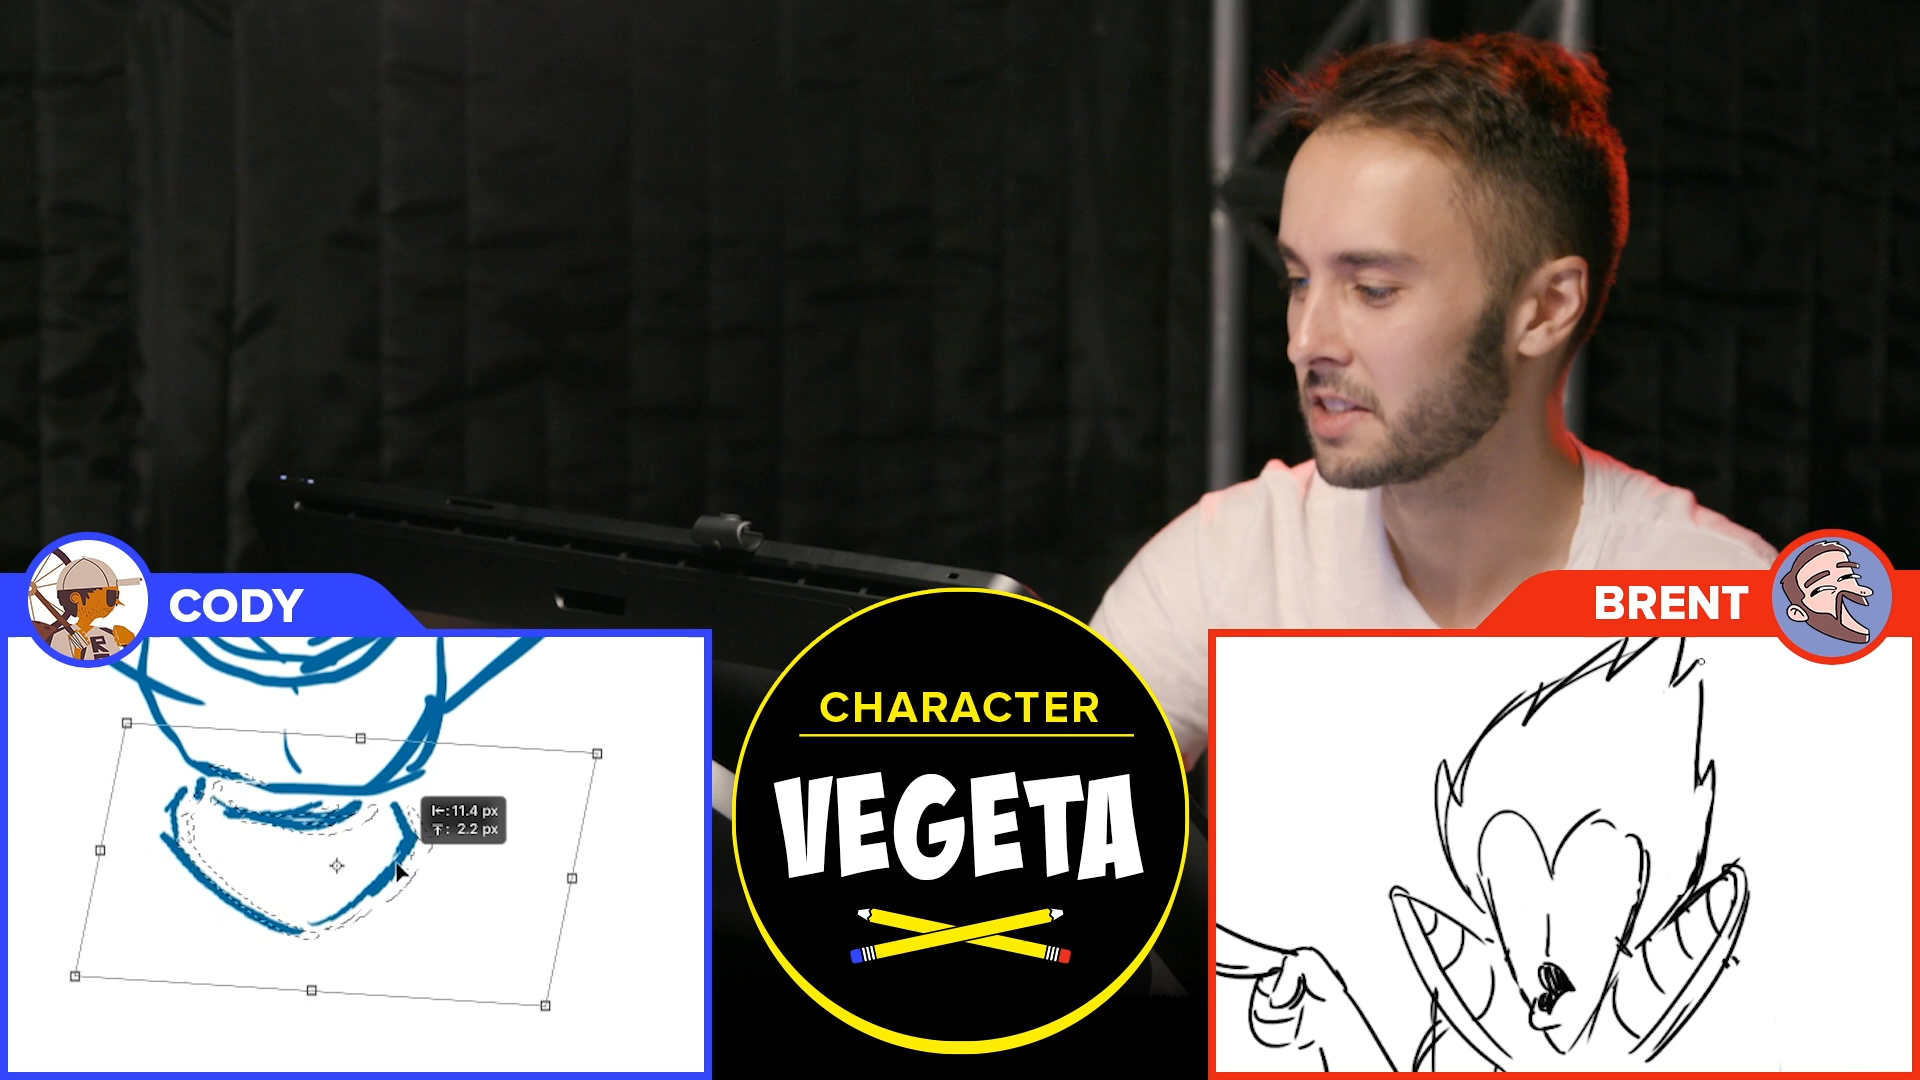 CODY
BRENT
CHARACTER
VEGETA
R
11.4 px
2.2 px